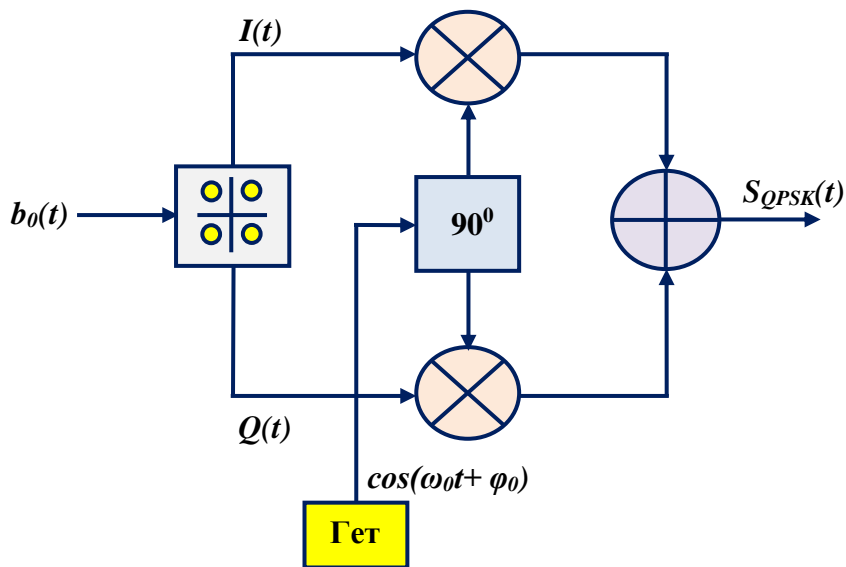 I(t)
b₀(t)
90⁰
S_QPSK(t)
Q(t)
cos(ω₀t+ φ₀)
Гет